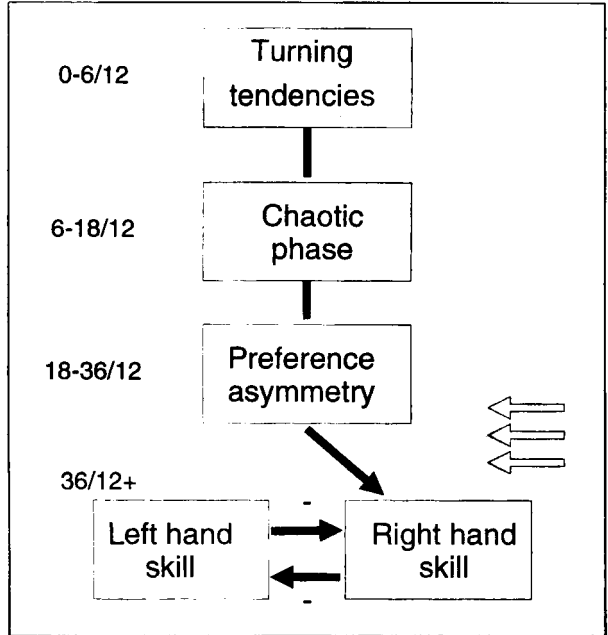 0-6/12
Turning
tendencies
6-18/12
Chaotic
phase
18-36/12
Preference
asymmetry
36/12+
-
Left hand
skill
Right hand
skill
-